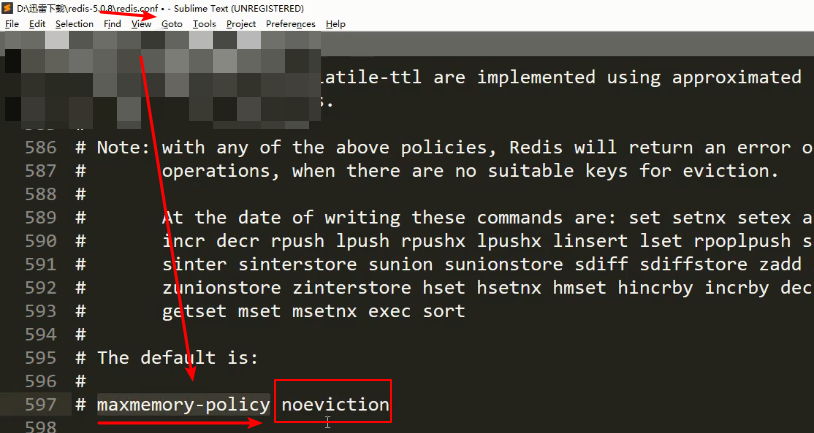 D:\迅雷下载\redis-5.0.8\redis.conf • - Sublime Text (UNREGISTERED)
File Edit Selection Find View Goto Tools Project Preferences Help
latile-ttl are implemented using approximated
s.
586 # Note: with any of the above policies, Redis will return an error o
587 # operations, when there are no suitable keys for eviction.
588 #
589 # At the date of writing these commands are: set setnx setex a
590 # incr decr rpush lpush rpushx lpushx linsert lset rpoplpush s
591 # sinter sinterstore sunion sunionstore sdiff sdiffstore zadd
592 # zunionstore zinterstore hset hsetnx hmset hincrby incrby dec
593 # getset mset msetnx exec sort
594 #
595 # The default is:
596 #
597 # maxmemory-policy noeviction
598